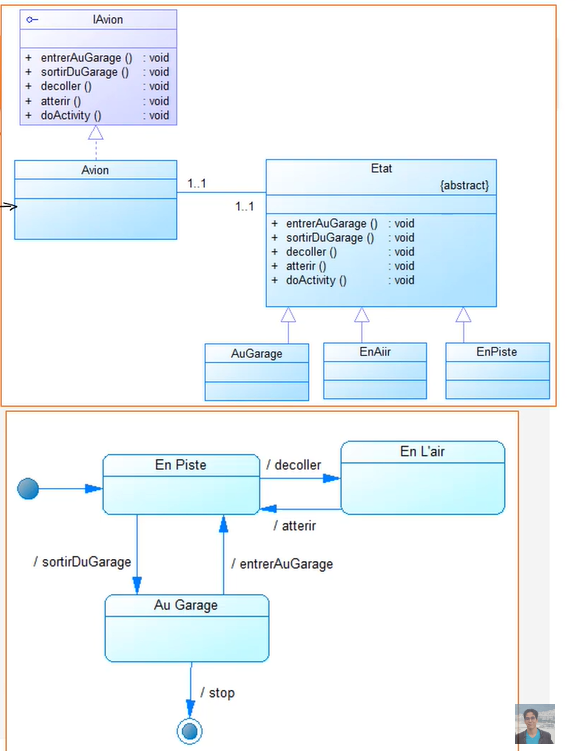 IAvion
+ entrerAuGarage () : void
+ sortirDuGarage () : void
+ decoller () : void
+ atterir () : void
+ doActivity () : void
Avion
1..1
1..1
Etat
{abstract}
+ entrerAuGarage () : void
+ sortirDuGarage () : void
+ decoller () : void
+ atterir () : void
+ doActivity () : void
AuGarage
EnAiir
EnPiste
En Piste
/ decoller
En L'air
/ atterir
/ sortirDuGarage
/ entrerAuGarage
Au Garage
/ stop